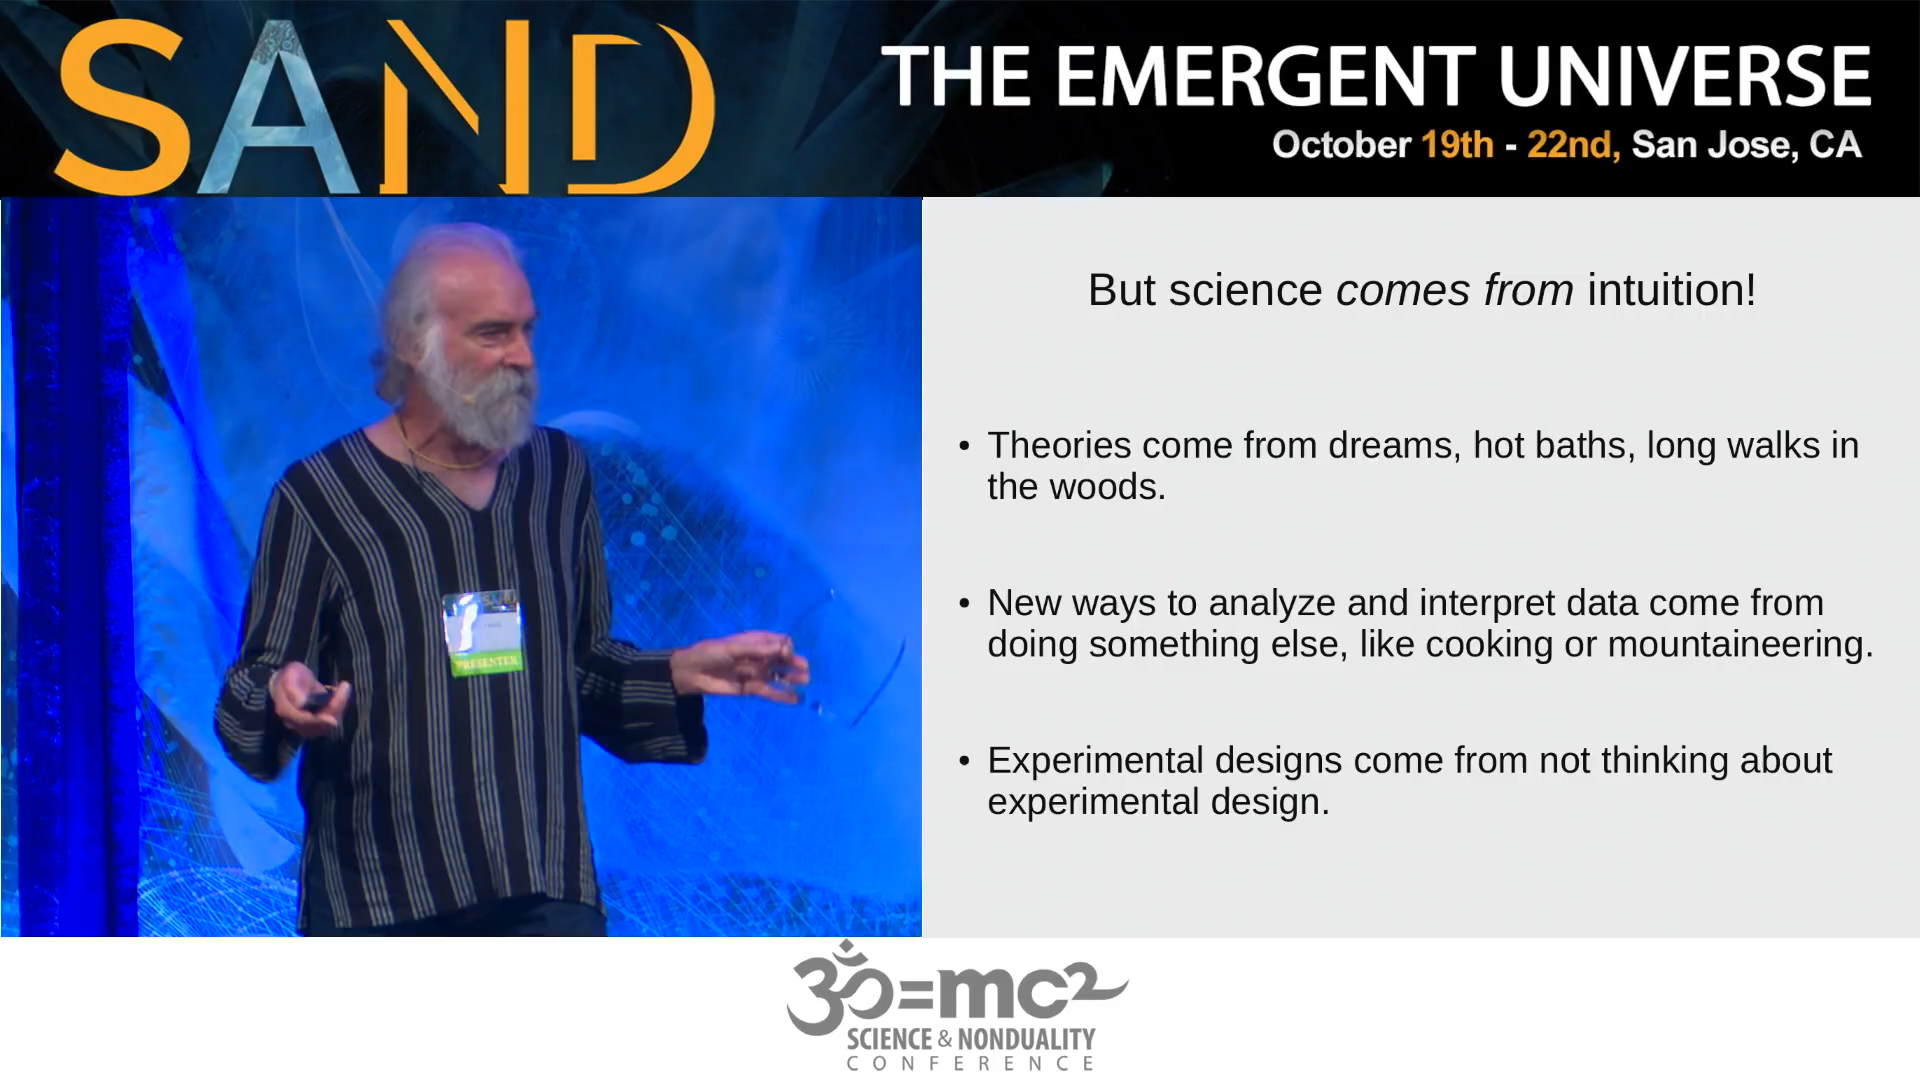 SAND
THE EMERGENT UNIVERSE
October 19th - 22nd, San Jose, CA
But science comes from intuition!
• Theories come from dreams, hot baths, long walks in
the woods.
• New ways to analyze and interpret data come from
doing something else, like cooking or mountaineering.
• Experimental designs come from not thinking about
experimental design.
PRESENTER
ॐ=mc²
SCIENCE & NONDUALITY
CONFERENCE